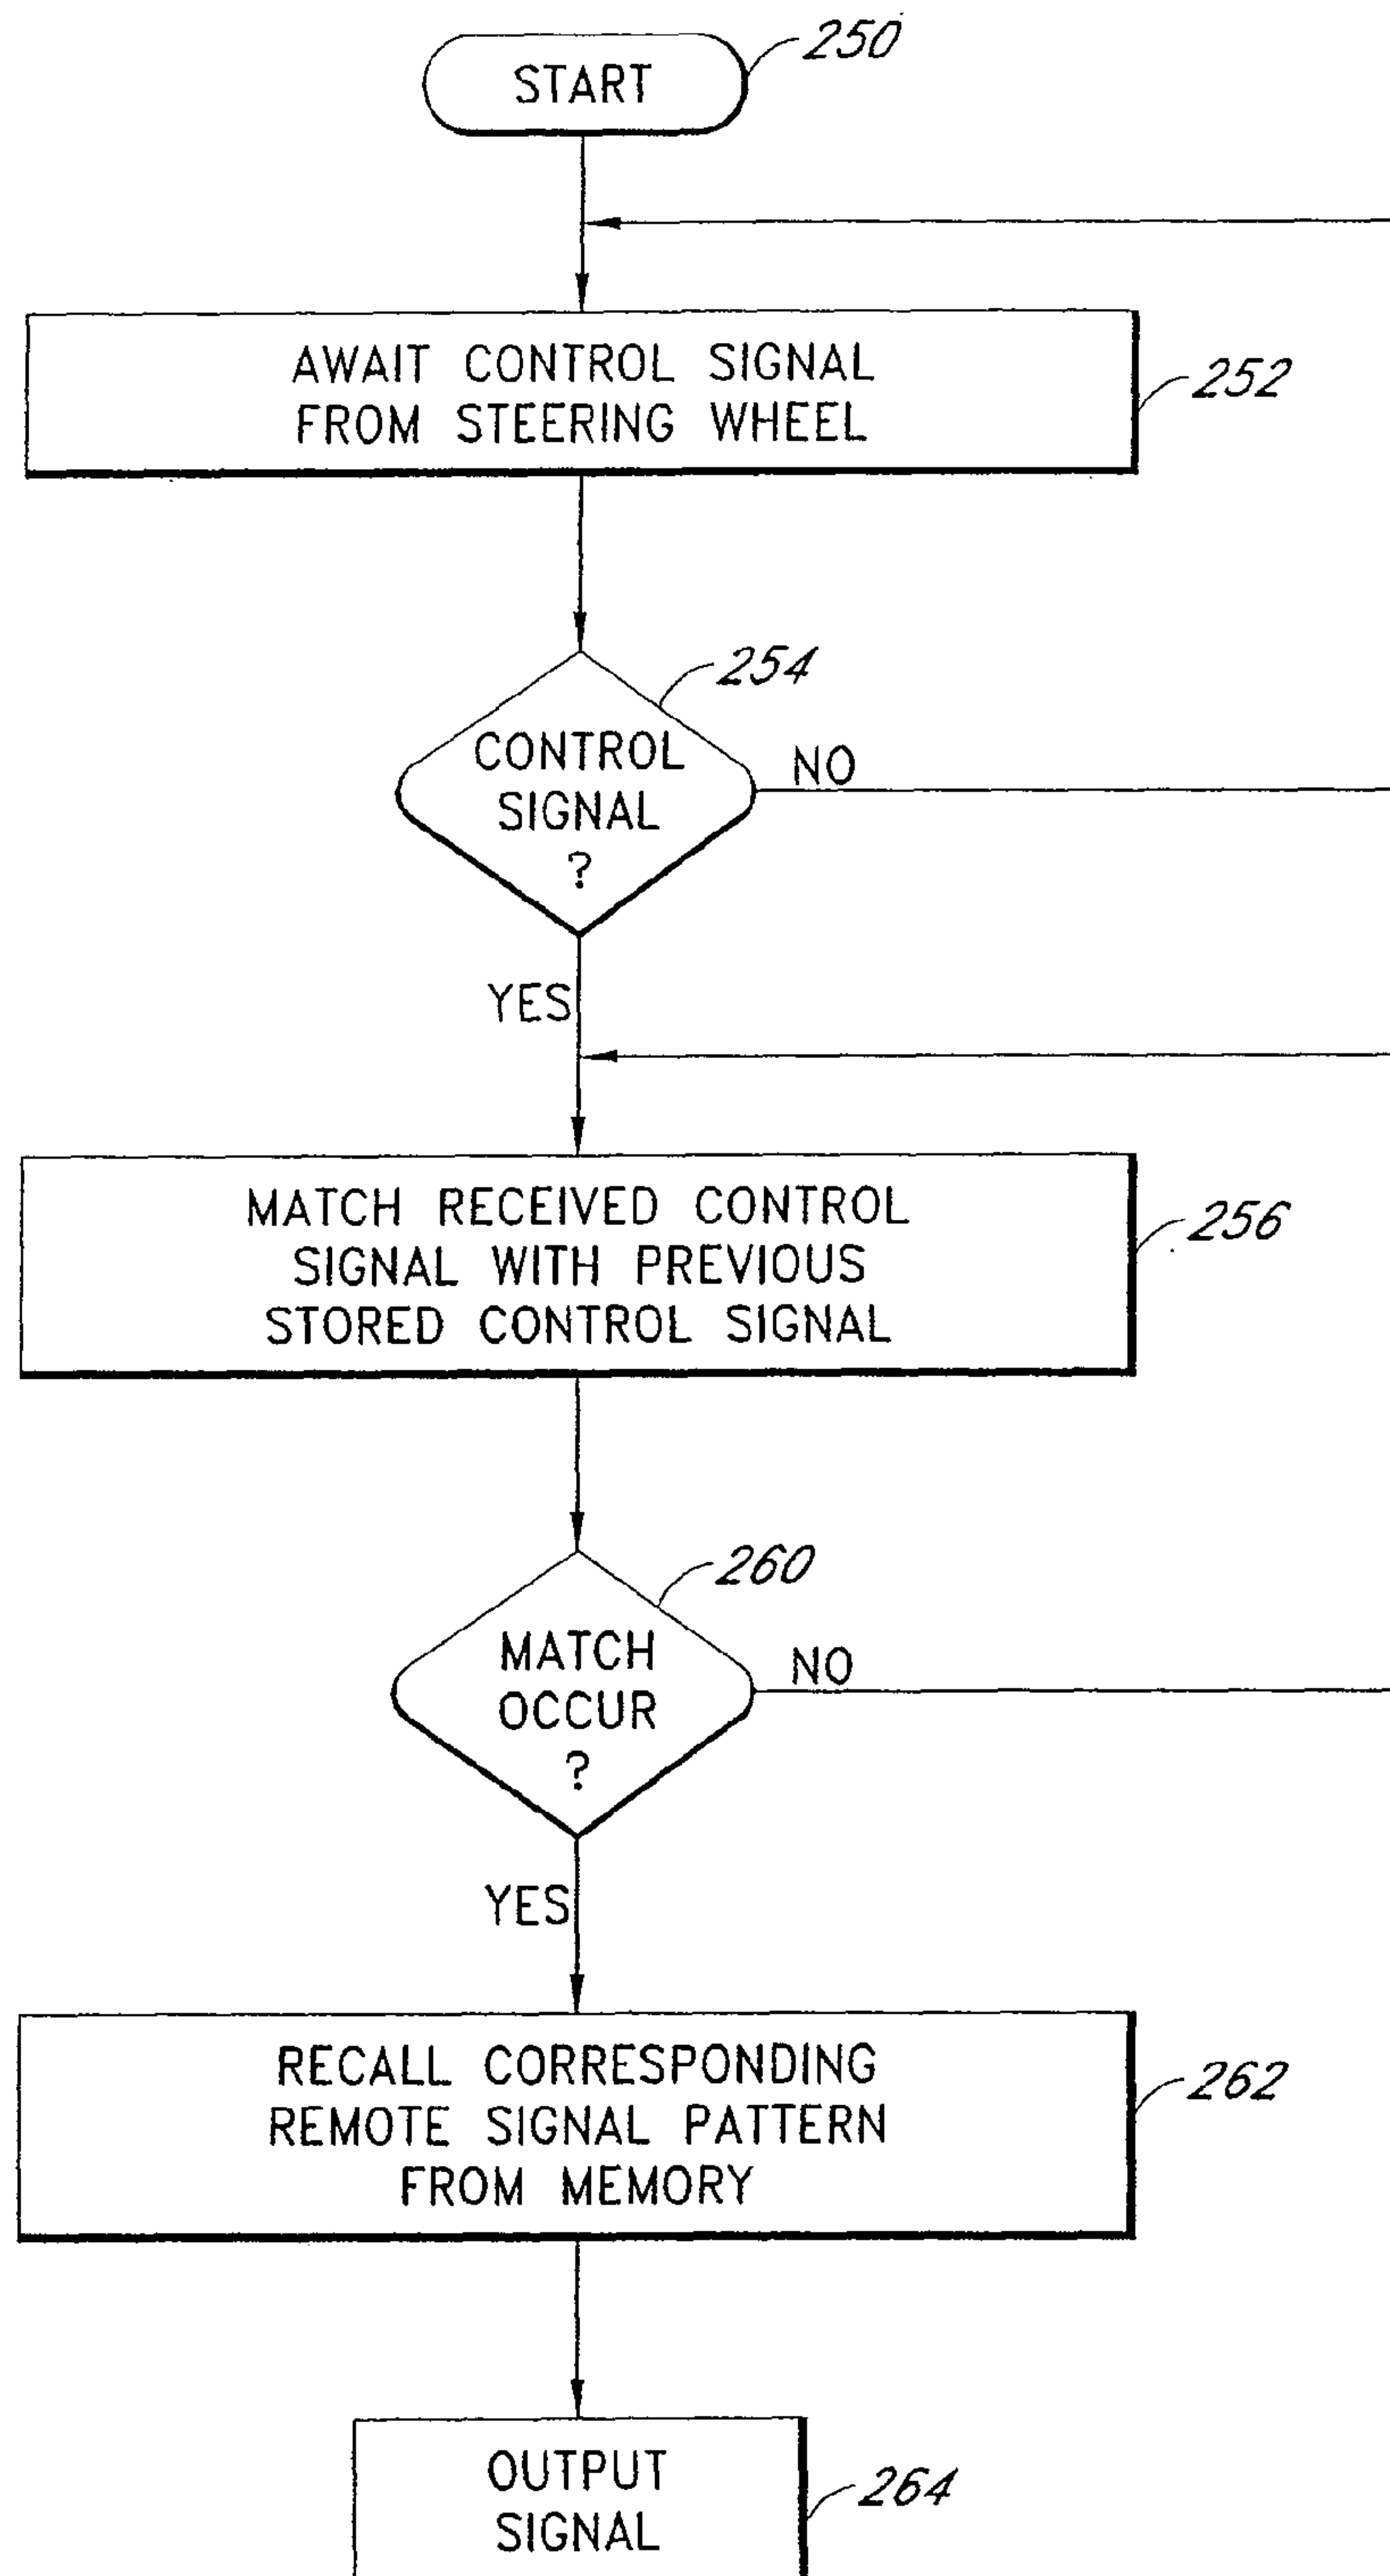 250
START
AWAIT CONTROL SIGNAL
FROM STEERING WHEEL
252
254
CONTROL
SIGNAL
?
NO
YES
MATCH RECEIVED CONTROL
SIGNAL WITH PREVIOUS
STORED CONTROL SIGNAL
256
260
MATCH
OCCUR
?
NO
YES
RECALL CORRESPONDING
REMOTE SIGNAL PATTERN
FROM MEMORY
262
OUTPUT
SIGNAL
264